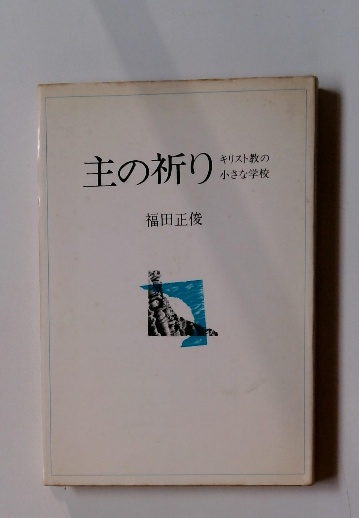 主の祈り
キリスト教の
小さな学校
福田正俊